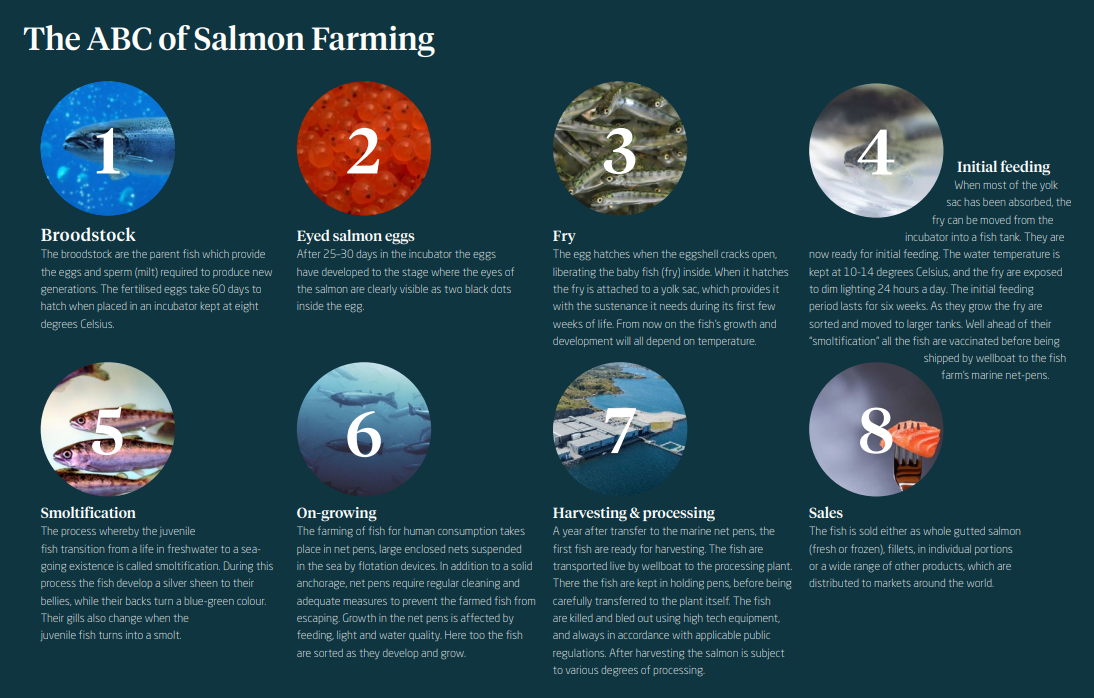 The ABC of Salmon Farming
1
Broodstock
The broodstock are the parent fish which provide
the eggs and sperm (milt) required to produce new
generations. The fertilised eggs take 60 days to
hatch when placed in an incubator kept at eight
degrees Celsius.
2
Eyed salmon eggs
After 25–30 days in the incubator the eggs
have developed to the stage where the eyes of
the salmon are clearly visible as two black dots
inside the egg.
3
Fry
The egg hatches when the eggshell cracks open,
liberating the baby fish (fry) inside. When it hatches
the fry is attached to a yolk sac, which provides it
with the sustenance it needs during its first few
weeks of life. From now on the fish's growth and
development will all depend on temperature.
4
Initial feeding
When most of the yolk
sac has been absorbed, the
fry can be moved from the
incubator into a fish tank. They are
now ready for initial feeding. The water temperature is
kept at 10-14 degrees Celsius, and the fry are exposed
to dim lighting 24 hours a day. The initial feeding
period lasts for six weeks. As they grow the fry are
sorted and moved to larger tanks. Well ahead of their
"smoltification" all the fish are vaccinated before being
shipped by wellboat to the fish
farm's marine net-pens.
5
Smoltification
The process whereby the juvenile
fish transition from a life in freshwater to a sea-
going existence is called smoltification. During this
process the fish develop a silver sheen to their
bellies, while their backs turn a blue-green colour.
Their gills also change when the
juvenile fish turns into a smolt.
6
On-growing
The farming of fish for human consumption takes
place in net pens, large enclosed nets suspended
in the sea by flotation devices. In addition to a solid
anchorage, net pens require regular cleaning and
adequate measures to prevent the farmed fish from
escaping. Growth in the net pens is affected by
feeding, light and water quality. Here too the fish
are sorted as they develop and grow.
7
Harvesting & processing
A year after transfer to the marine net pens, the
first fish are ready for harvesting. The fish are
transported live by wellboat to the processing plant.
There the fish are kept in holding pens, before being
carefully transferred to the plant itself. The fish
are killed and bled out using high tech equipment,
and always in accordance with applicable public
regulations. After harvesting the salmon is subject
to various degrees of processing.
8
Sales
The fish is sold either as whole gutted salmon
(fresh or frozen), fillets, in individual portions
or a wide range of other products, which are
distributed to markets around the world.